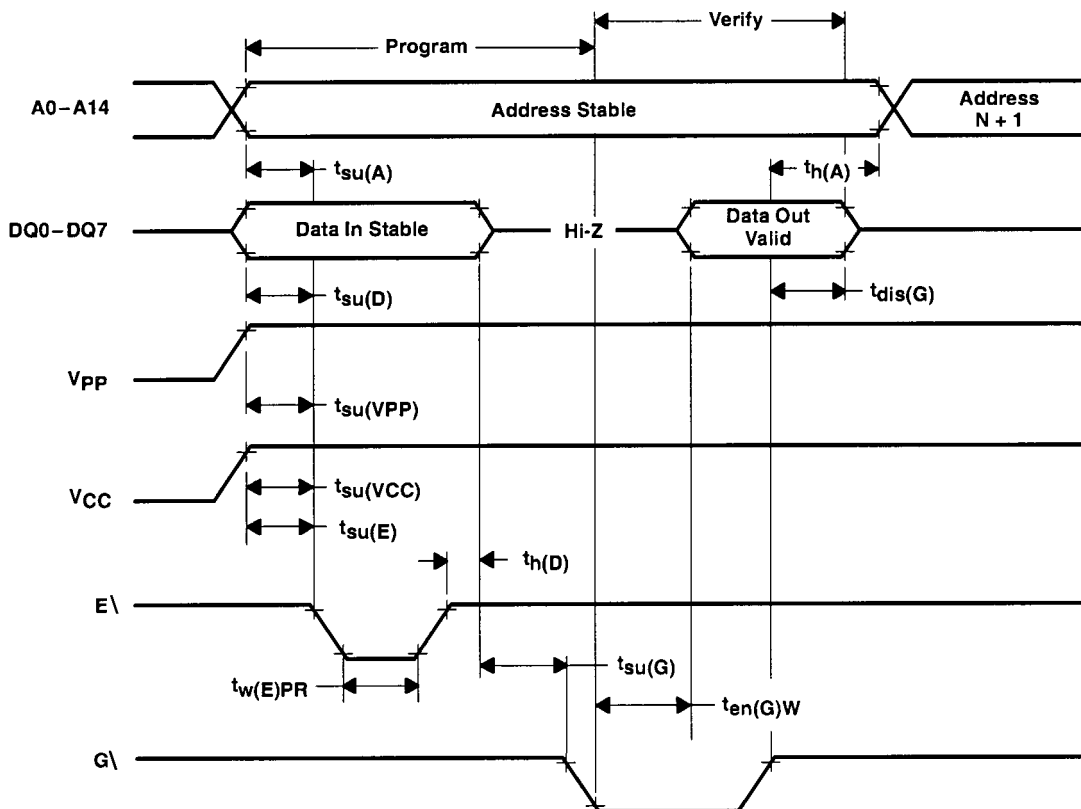 Verify
Program
A0–A14
Address Stable
Address
N + 1
tsu(A)
th(A)
DQ0–DQ7
Data In Stable
Hi-Z
Data Out
Valid
tsu(D)
tdis(G)
VPP
tsu(VPP)
VCC
tsu(VCC)
tsu(E)
th(D)
E\
tsu(G)
tw(E)PR
ten(G)W
G\